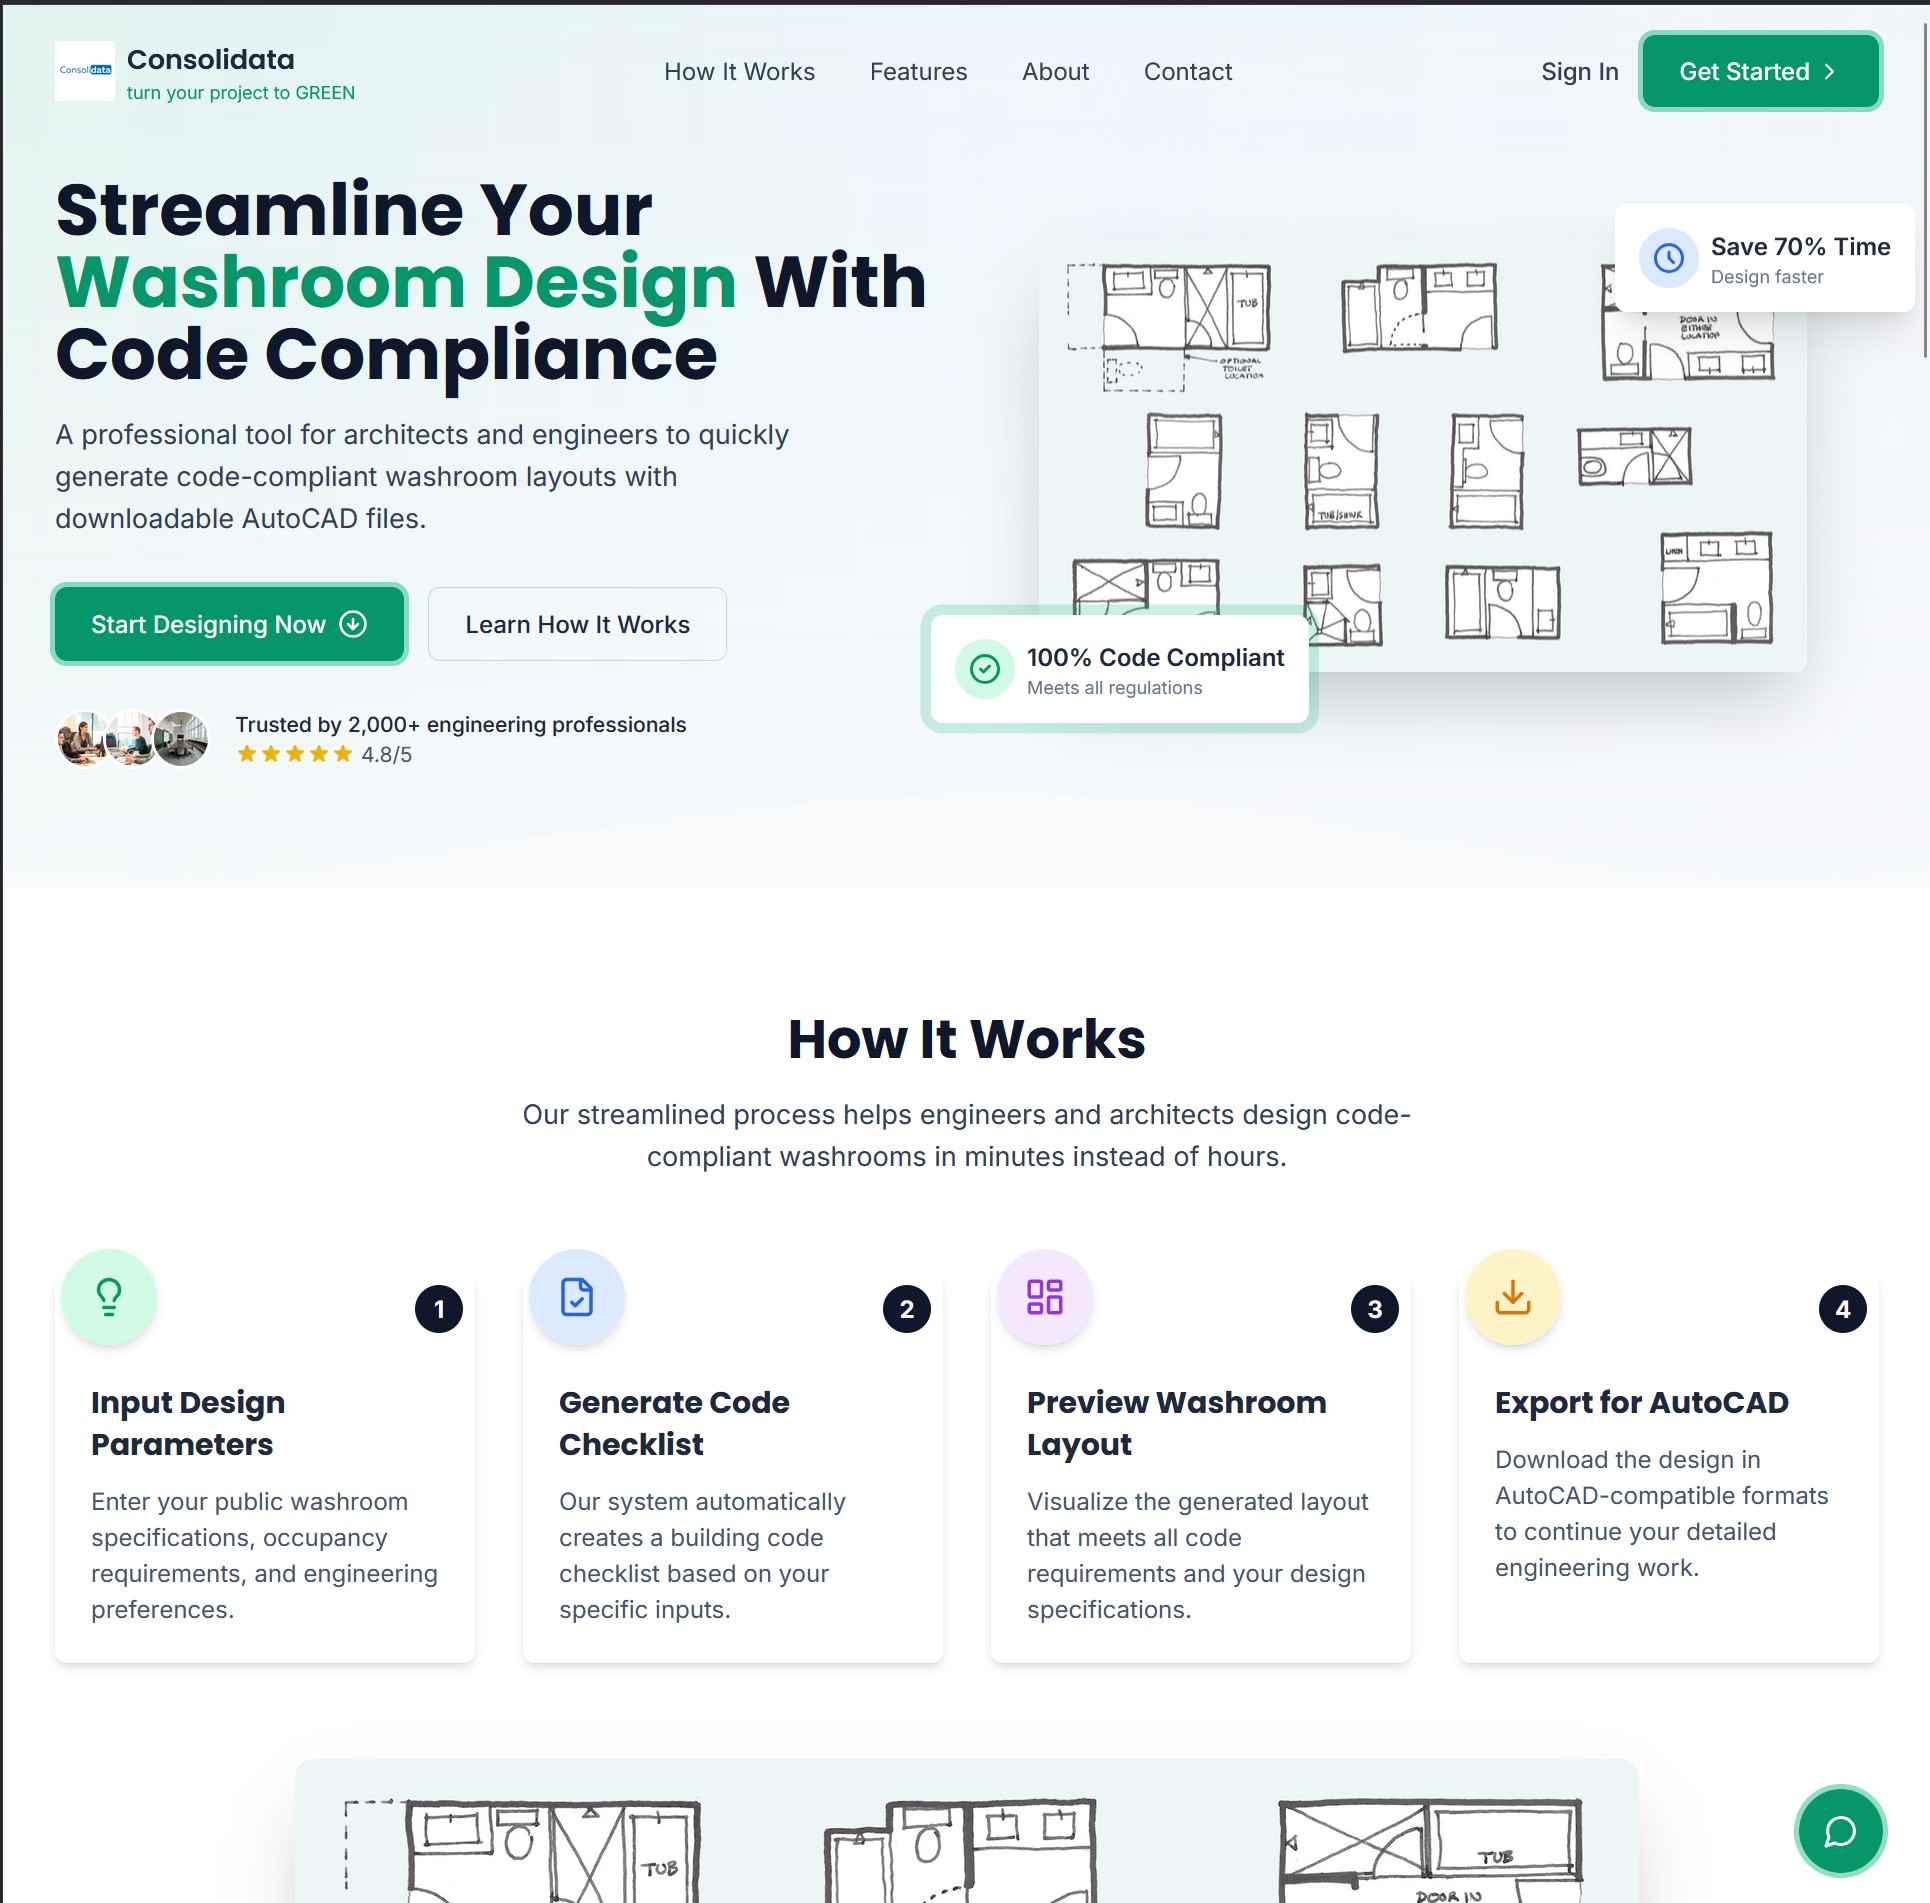 Consolidata
Consolidata
turn your project to GREEN
How It Works
Features
About
Contact
Sign In
Get Started
Streamline Your
Washroom Design With
Code Compliance
A professional tool for architects and engineers to quickly
generate code-compliant washroom layouts with
downloadable AutoCAD files.
Start Designing Now
Learn How It Works
Trusted by 2,000+ engineering professionals
4.8/5
Save 70% Time
Design faster
TUB
OPTIONAL
TOILET
LOCATION
DOOR IN
EITHER
LOCATION
TUB/SHWR
LINEN
100% Code Compliant
Meets all regulations
How It Works
Our streamlined process helps engineers and architects design code-
compliant washrooms in minutes instead of hours.
1
Input Design
Parameters
Enter your public washroom
specifications, occupancy
requirements, and engineering
preferences.
2
Generate Code
Checklist
Our system automatically
creates a building code
checklist based on your
specific inputs.
3
Preview Washroom
Layout
Visualize the generated layout
that meets all code
requirements and your design
specifications.
4
Export for AutoCAD
Download the design in
AutoCAD-compatible formats
to continue your detailed
engineering work.
TUB
TUB
DOOR IN